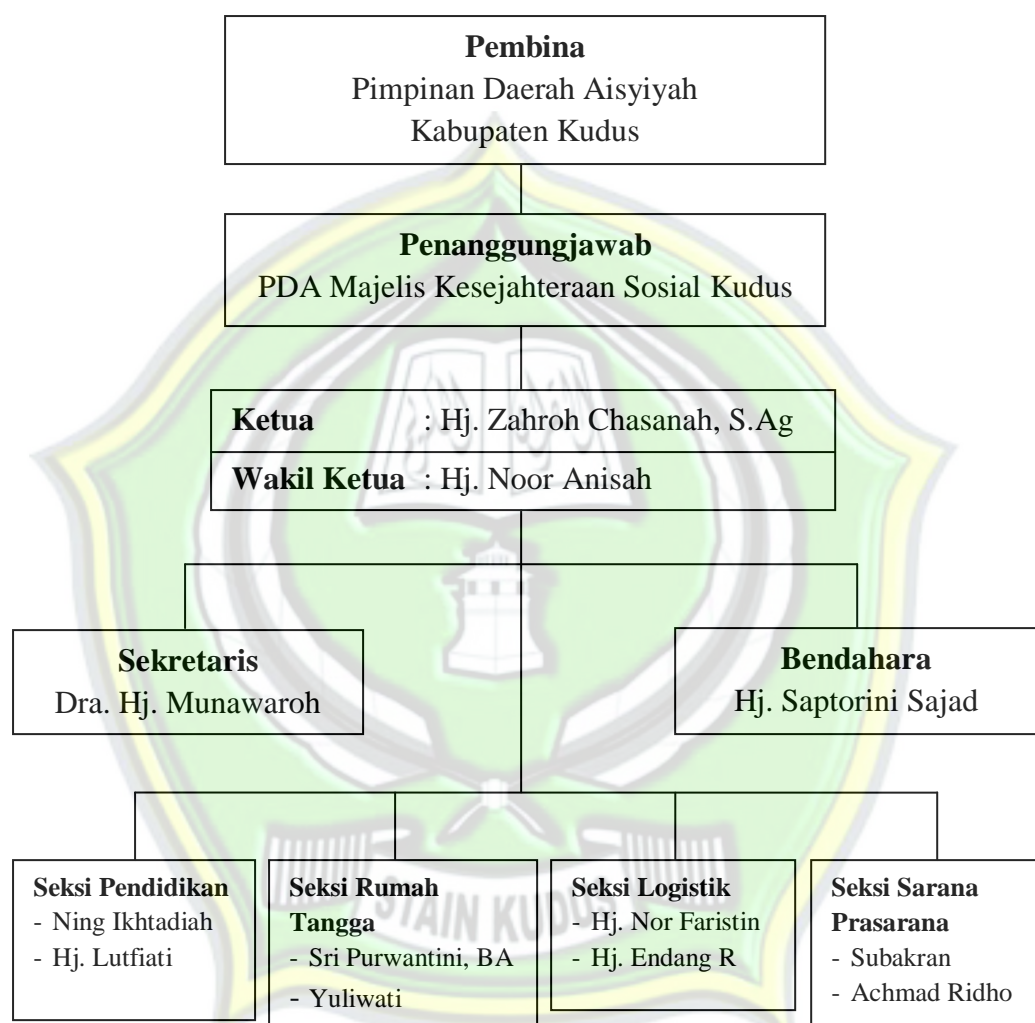 Pembina
Pimpinan Daerah Aisyiyah
Kabupaten Kudus
Penanggungjawab
PDA Majelis Kesejahteraan Sosial Kudus
Ketua : Hj. Zahroh Chasanah, S.Ag
Wakil Ketua : Hj. Noor Anisah
Sekretaris
Dra. Hj. Munawaroh
Bendahara
Hj. Saptorini Sajad
Seksi Pendidikan
- Ning Ikhtadiah
- Hj. Lutfiati
Seksi Rumah
Tangga
- Sri Purwantini, BA
- Yuliwati
Seksi Logistik
- Hj. Nor Faristin
- Hj. Endang R
Seksi Sarana
Prasarana
- Subakran
- Achmad Ridho
STAIN KUDUS